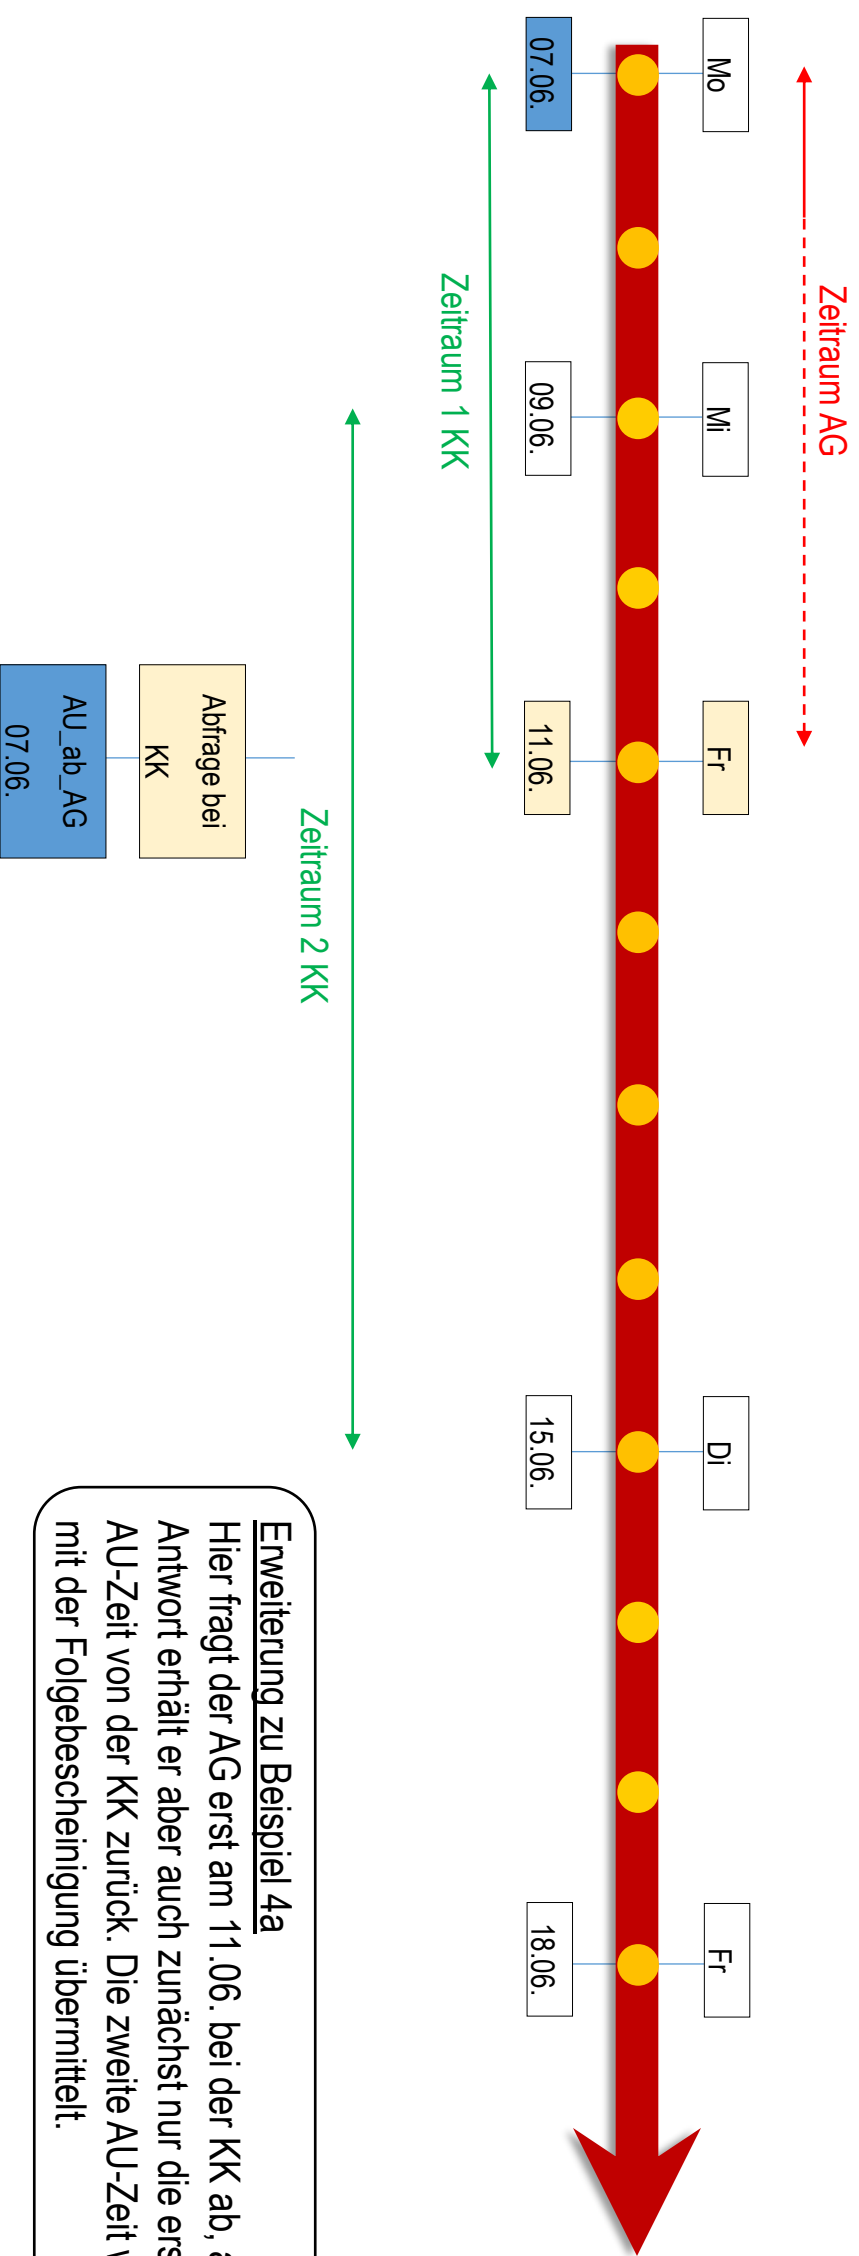 Zeitraum AG
Mo
Mi
Fr
Di
Fr
07.06.
09.06.
11.06.
15.06.
18.06.
Zeitraum 1 KK
Zeitraum 2 KK
Abfrage bei
KK
AU_ab_AG
07.06.
Erweiterung zu Beispiel 4a
Hier fragt der AG erst am 11.06. bei der KK ab,
Antwort erhält er aber auch zunächst nur die
AU-Zeit von der KK zurück. Die zweite AU-Zeit
mit der Folgebescheinigung übermittelt.